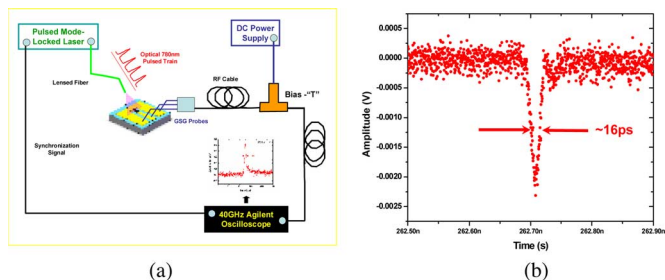 Pulsed Mode-
Locked Laser
DC Power
Supply
Optical 780nm
Pulsed Train
Lensed Fiber
RF Cable
Bias -"T"
GSG Probes
Synchronization
Signal
40GHz Agilent
Oscilloscope
(a)
0.0005
0.0000
-0.0005
-0.0010
-0.0015
-0.0020
-0.0025
Amplitude (V)
~16ps
262.50n 262.60n 262.70n 262.80n 262.90n
Time (s)
(b)